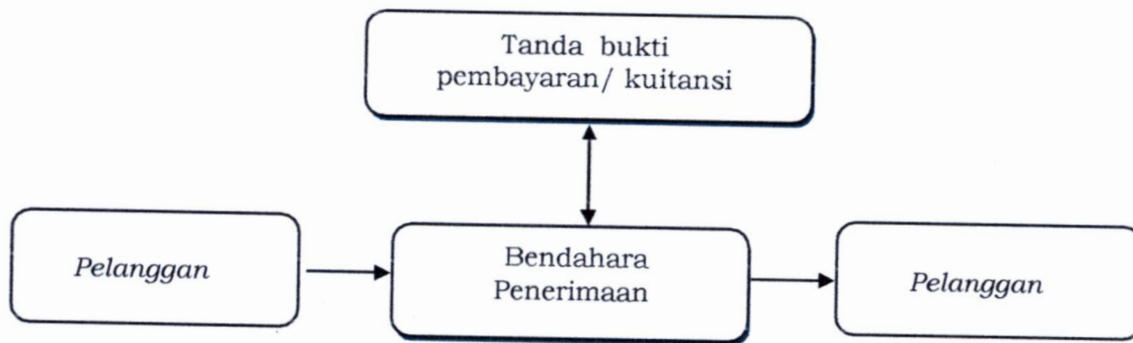 Tanda bukti
pembayaran/ kuitansi
Pelanggan
Bendahara
Penerimaan
Pelanggan